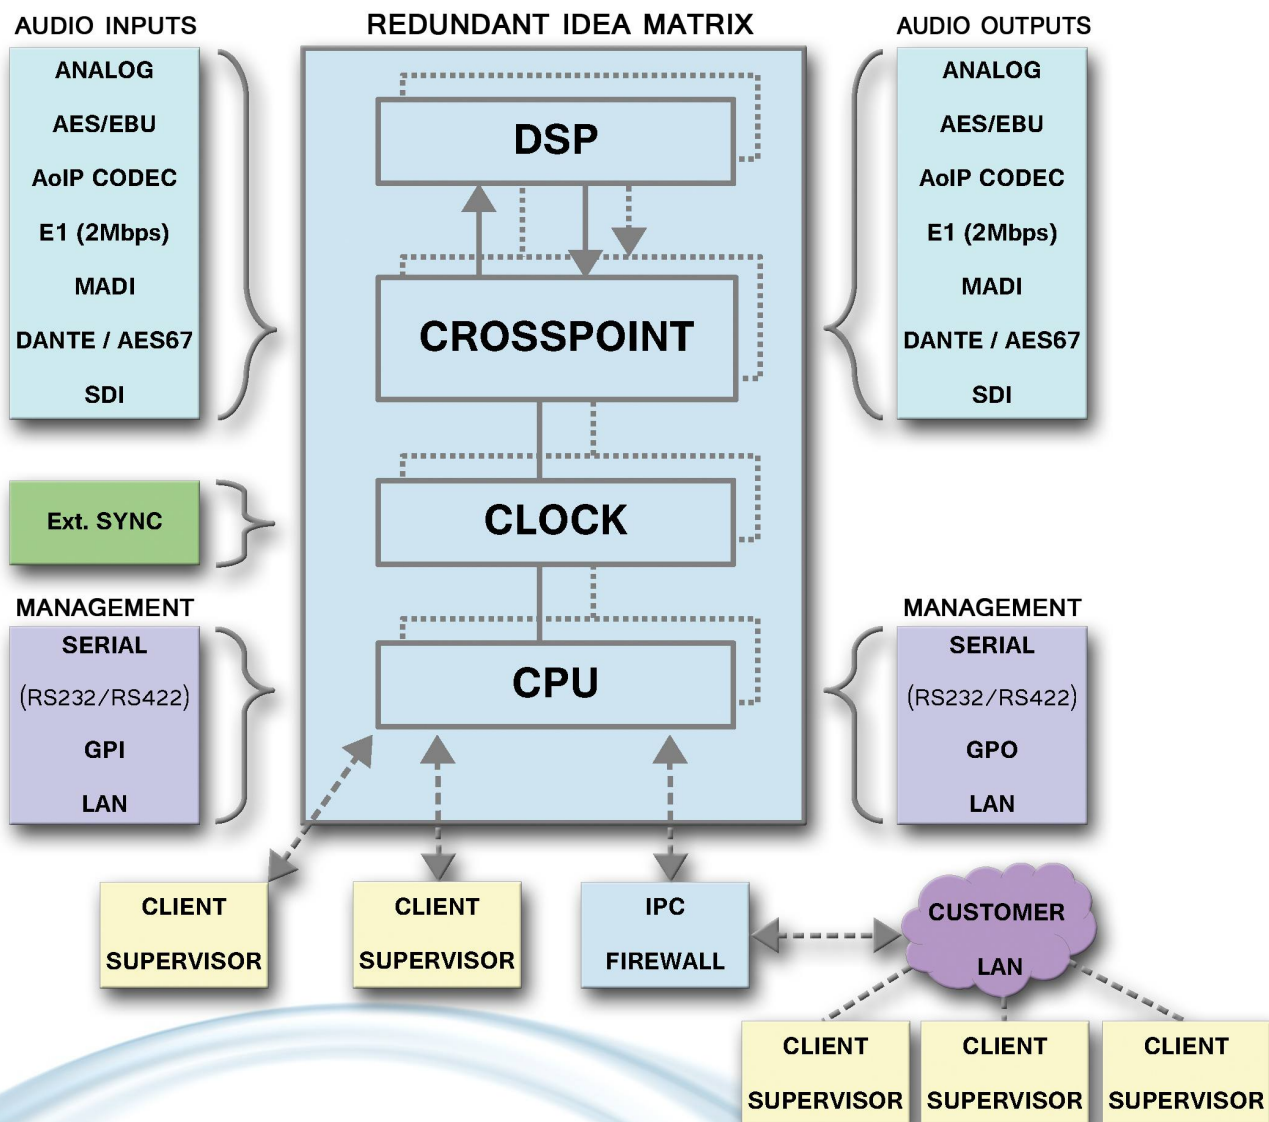 AUDIO INPUTS
ANALOG
AES/EBU
AoIP CODEC
E1 (2Mbps)
MADI
DANTE / AES67
SDI
Ext. SYNC
MANAGEMENT
SERIAL
(RS232/RS422)
GPI
LAN
REDUNDANT IDEA MATRIX
DSP
CROSSPOINT
CLOCK
CPU
AUDIO OUTPUTS
ANALOG
AES/EBU
AoIP CODEC
E1 (2Mbps)
MADI
DANTE / AES67
SDI
MANAGEMENT
SERIAL
(RS232/RS422)
GPO
LAN
CLIENT
SUPERVISOR
CLIENT
SUPERVISOR
IPC
FIREWALL
CUSTOMER
LAN
CLIENT
SUPERVISOR
CLIENT
SUPERVISOR
CLIENT
SUPERVISOR